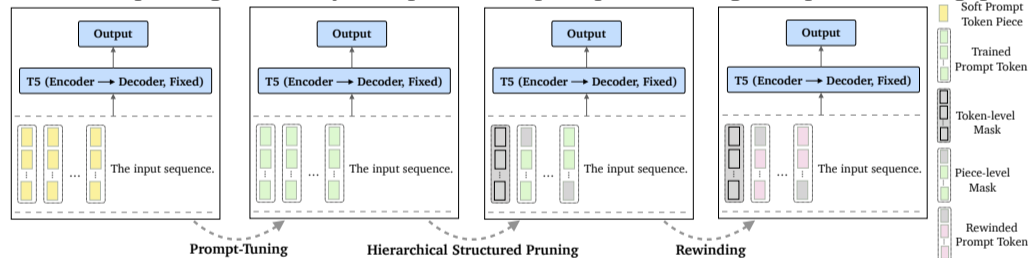 Output
T5 (Encoder → Decoder, Fixed)
... The input sequence.
Output
T5 (Encoder → Decoder, Fixed)
... The input sequence.
Output
T5 (Encoder → Decoder, Fixed)
... The input sequence.
Output
T5 (Encoder → Decoder, Fixed)
... The input sequence.
Prompt-Tuning
Hierarchical Structured Pruning
Rewinding
Soft Prompt
Token Piece
Trained
Prompt Token
Token-level
Mask
Piece-level
Mask
Rewinded
Prompt Token